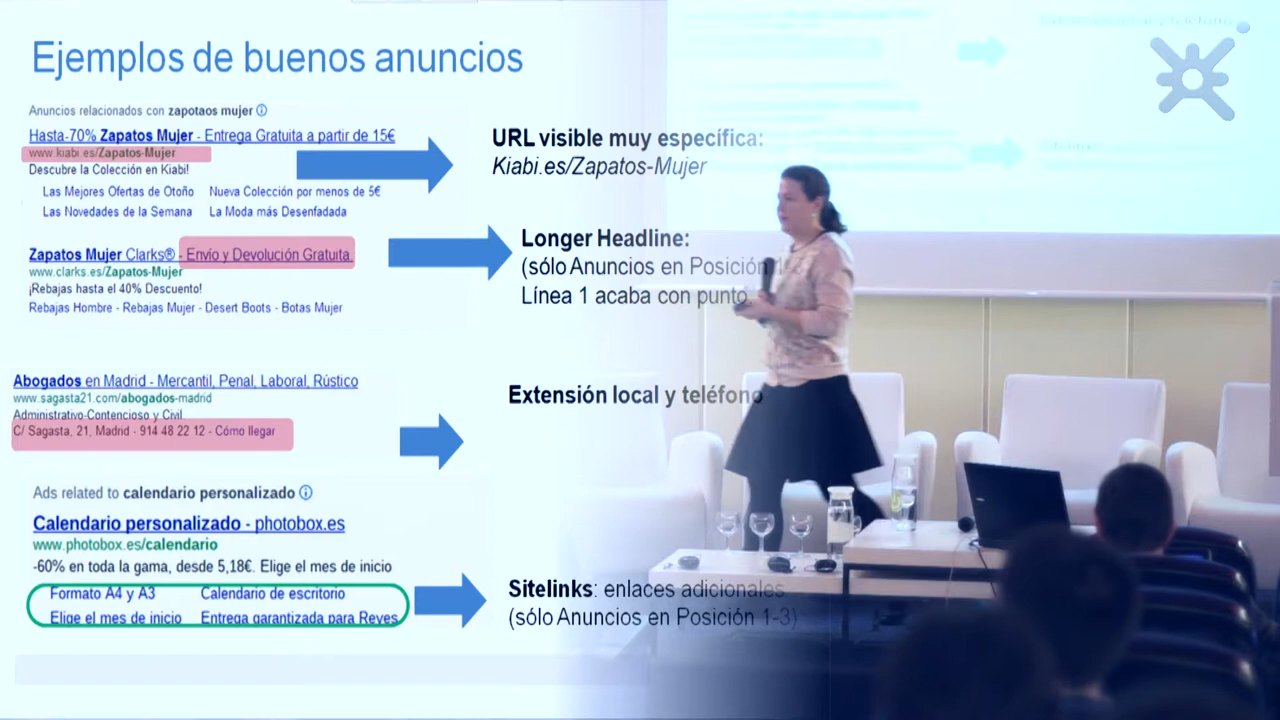 Ejemplos de buenos anuncios
Anuncios relacionados con zapotaos mujer
Hasta-70% Zapatos Mujer - Entrega Gratuita a partir de 15€
www.kiabi.es/Zapatos-Mujer
Descubre la Colección en Kiabi!
Las Mejores Ofertas de Otoño Nueva Colección por menos de 5€
Las Novedades de la Semana La Moda más Desenfadada
URL visible muy específica:
Kiabi.es/Zapatos-Mujer
Zapatos Mujer Clarks® - Envío y Devolución Gratuita.
www.clarks.es/Zapatos-Mujer
¡Rebajas hasta el 40% Descuento!
Rebajas Hombre - Rebajas Mujer - Desert Boots - Botas Mujer
Longer Headline:
(sólo Anuncios en Posición
Línea 1 acaba con punto
Abogados en Madrid - Mercantil, Penal, Laboral, Rústico
www.sagasta21.com/abogados-madrid
Administrativo-Contencioso y Civil
C/ Sagasta, 21, Madrid - 914 48 22 12 - Cómo llegar
Extensión local y teléfono
Ads related to calendario personalizado
Calendario personalizado - photobox.es
www.photobox.es/calendario
-60% en toda la gama, desde 5,18€. Elige el mes de inicio
Formato A4 y A3 Calendario de escritorio
Elige el mes de inicio Entrega garantizada para Reyes
Sitelinks: enlaces adicionales
(sólo Anuncios en Posición 1-3)